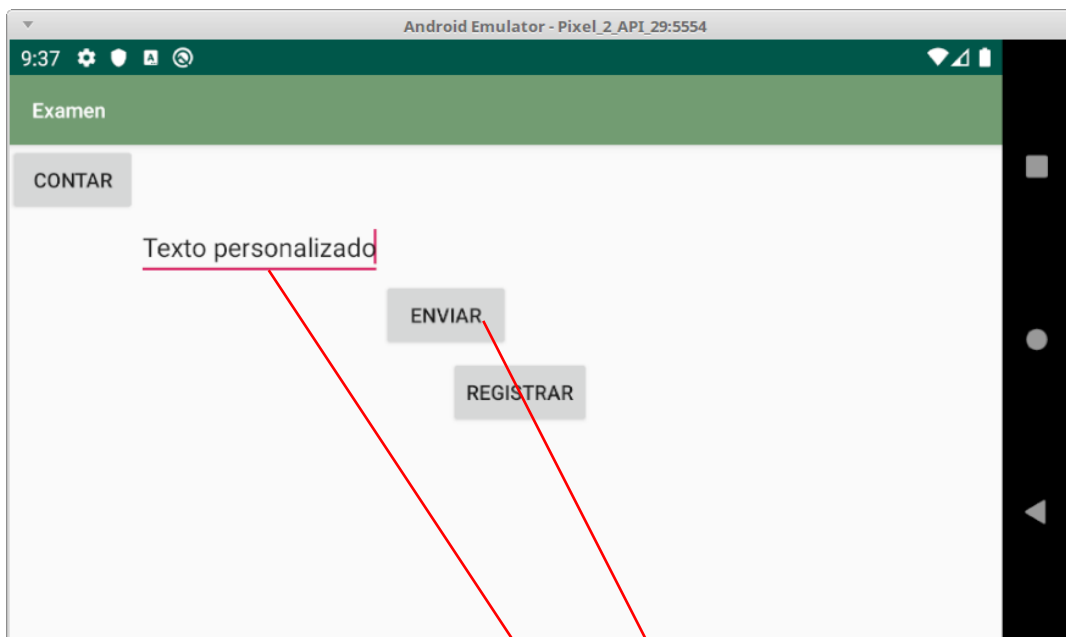 Android Emulator - Pixel_2_API_29:5554
9:37
Examen
CONTAR
Texto personalizado
ENVIAR
REGISTRAR